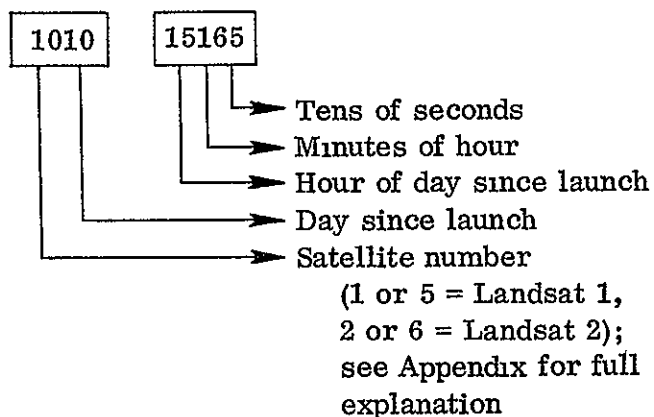 1010 15165
Tens of seconds
Minutes of hour
Hour of day since launch
Day since launch
Satellite number
(1 or 5 = Landsat 1,
2 or 6 = Landsat 2);
see Appendix for full
explanation